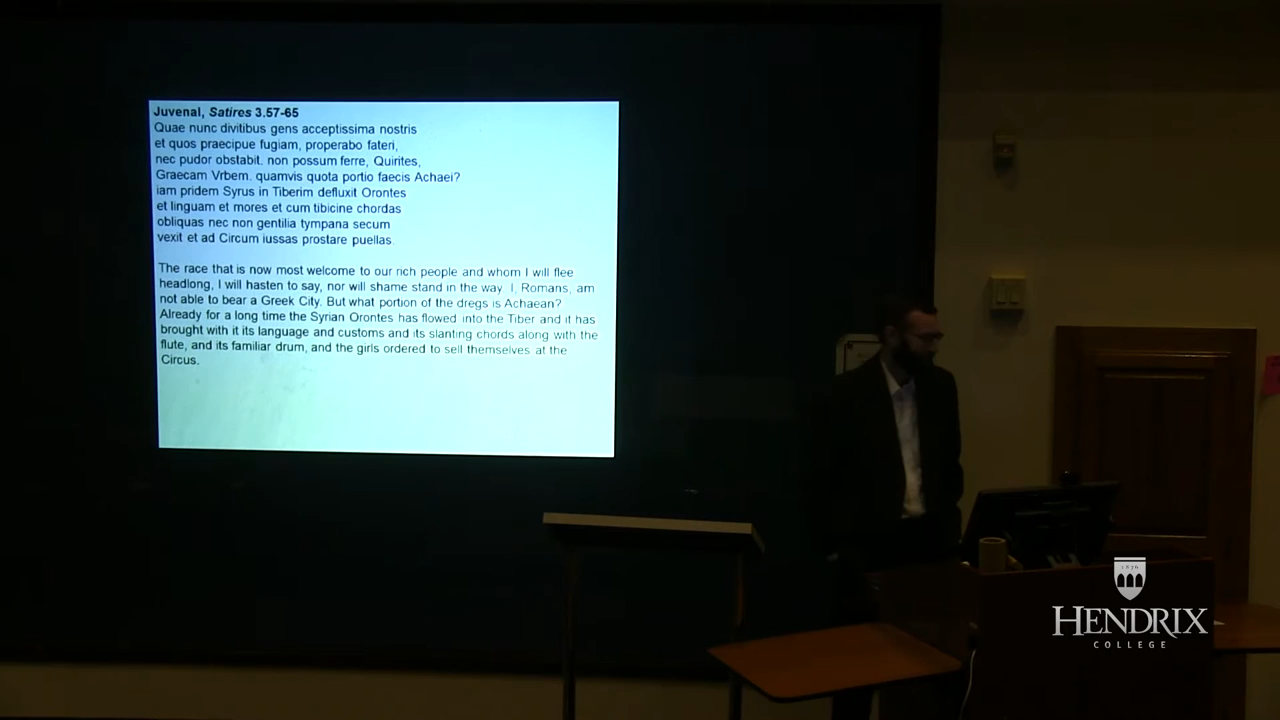 Juvenal, Satires 3.57-65
Quae nunc divitibus gens acceptissima nostris
et quos praecipue fugiam, properabo fateri,
nec pudor obstabit. non possum ferre, Quirites,
Graecam Vrbem. quamvis quota portio faecis Achaei?
iam pridem Syrus in Tiberim defluxit Orontes
et linguam et mores et cum tibicine chordas
obliquas nec non gentilia tympana secum
vexit et ad Circum iussas prostare puellas.
The race that is now most welcome to our rich people and whom I will flee
headlong, I will hasten to say, nor will shame stand in the way. I, Romans, am
not able to bear a Greek City. But what portion of the dregs is Achaean?
Already for a long time the Syrian Orontes has flowed into the Tiber and it has
brought with it its language and customs and its slanting chords along with the
flute, and its familiar drum, and the girls ordered to sell themselves at the
Circus.
1876
HENDRIX
COLLEGE